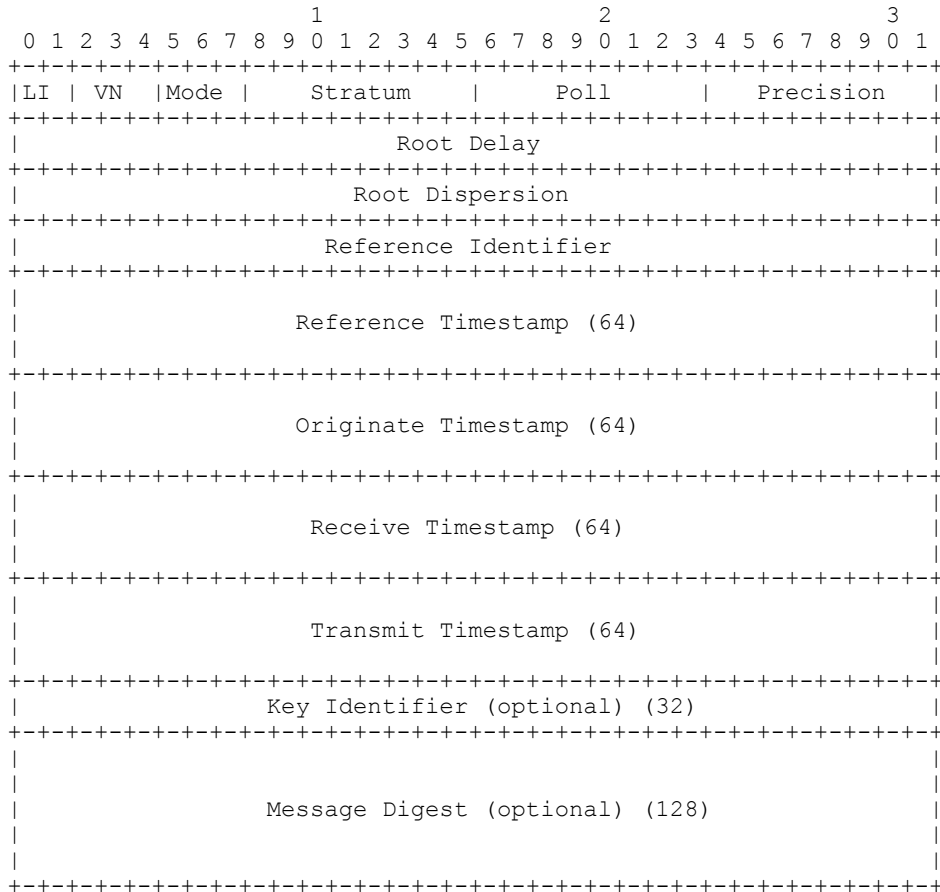 1                   2                   3
 0 1 2 3 4 5 6 7 8 9 0 1 2 3 4 5 6 7 8 9 0 1 2 3 4 5 6 7 8 9 0 1
+-+-+-+-+-+-+-+-+-+-+-+-+-+-+-+-+-+-+-+-+-+-+-+-+-+-+-+-+-+-+-+-+
|LI | VN  |Mode |    Stratum    |     Poll      |   Precision   |
+-+-+-+-+-+-+-+-+-+-+-+-+-+-+-+-+-+-+-+-+-+-+-+-+-+-+-+-+-+-+-+-+
|                          Root Delay                           |
+-+-+-+-+-+-+-+-+-+-+-+-+-+-+-+-+-+-+-+-+-+-+-+-+-+-+-+-+-+-+-+-+
|                       Root Dispersion                         |
+-+-+-+-+-+-+-+-+-+-+-+-+-+-+-+-+-+-+-+-+-+-+-+-+-+-+-+-+-+-+-+-+
|                     Reference Identifier                      |
+-+-+-+-+-+-+-+-+-+-+-+-+-+-+-+-+-+-+-+-+-+-+-+-+-+-+-+-+-+-+-+-+
|                                                               |
|                   Reference Timestamp (64)                    |
|                                                               |
+-+-+-+-+-+-+-+-+-+-+-+-+-+-+-+-+-+-+-+-+-+-+-+-+-+-+-+-+-+-+-+-+
|                                                               |
|                   Originate Timestamp (64)                    |
|                                                               |
+-+-+-+-+-+-+-+-+-+-+-+-+-+-+-+-+-+-+-+-+-+-+-+-+-+-+-+-+-+-+-+-+
|                                                               |
|                    Receive Timestamp (64)                     |
|                                                               |
+-+-+-+-+-+-+-+-+-+-+-+-+-+-+-+-+-+-+-+-+-+-+-+-+-+-+-+-+-+-+-+-+
|                                                               |
|                    Transmit Timestamp (64)                    |
|                                                               |
+-+-+-+-+-+-+-+-+-+-+-+-+-+-+-+-+-+-+-+-+-+-+-+-+-+-+-+-+-+-+-+-+
|                 Key Identifier (optional) (32)                |
+-+-+-+-+-+-+-+-+-+-+-+-+-+-+-+-+-+-+-+-+-+-+-+-+-+-+-+-+-+-+-+-+
|                                                               |
|                                                               |
|                 Message Digest (optional) (128)               |
|                                                               |
|                                                               |
+-+-+-+-+-+-+-+-+-+-+-+-+-+-+-+-+-+-+-+-+-+-+-+-+-+-+-+-+-+-+-+-+